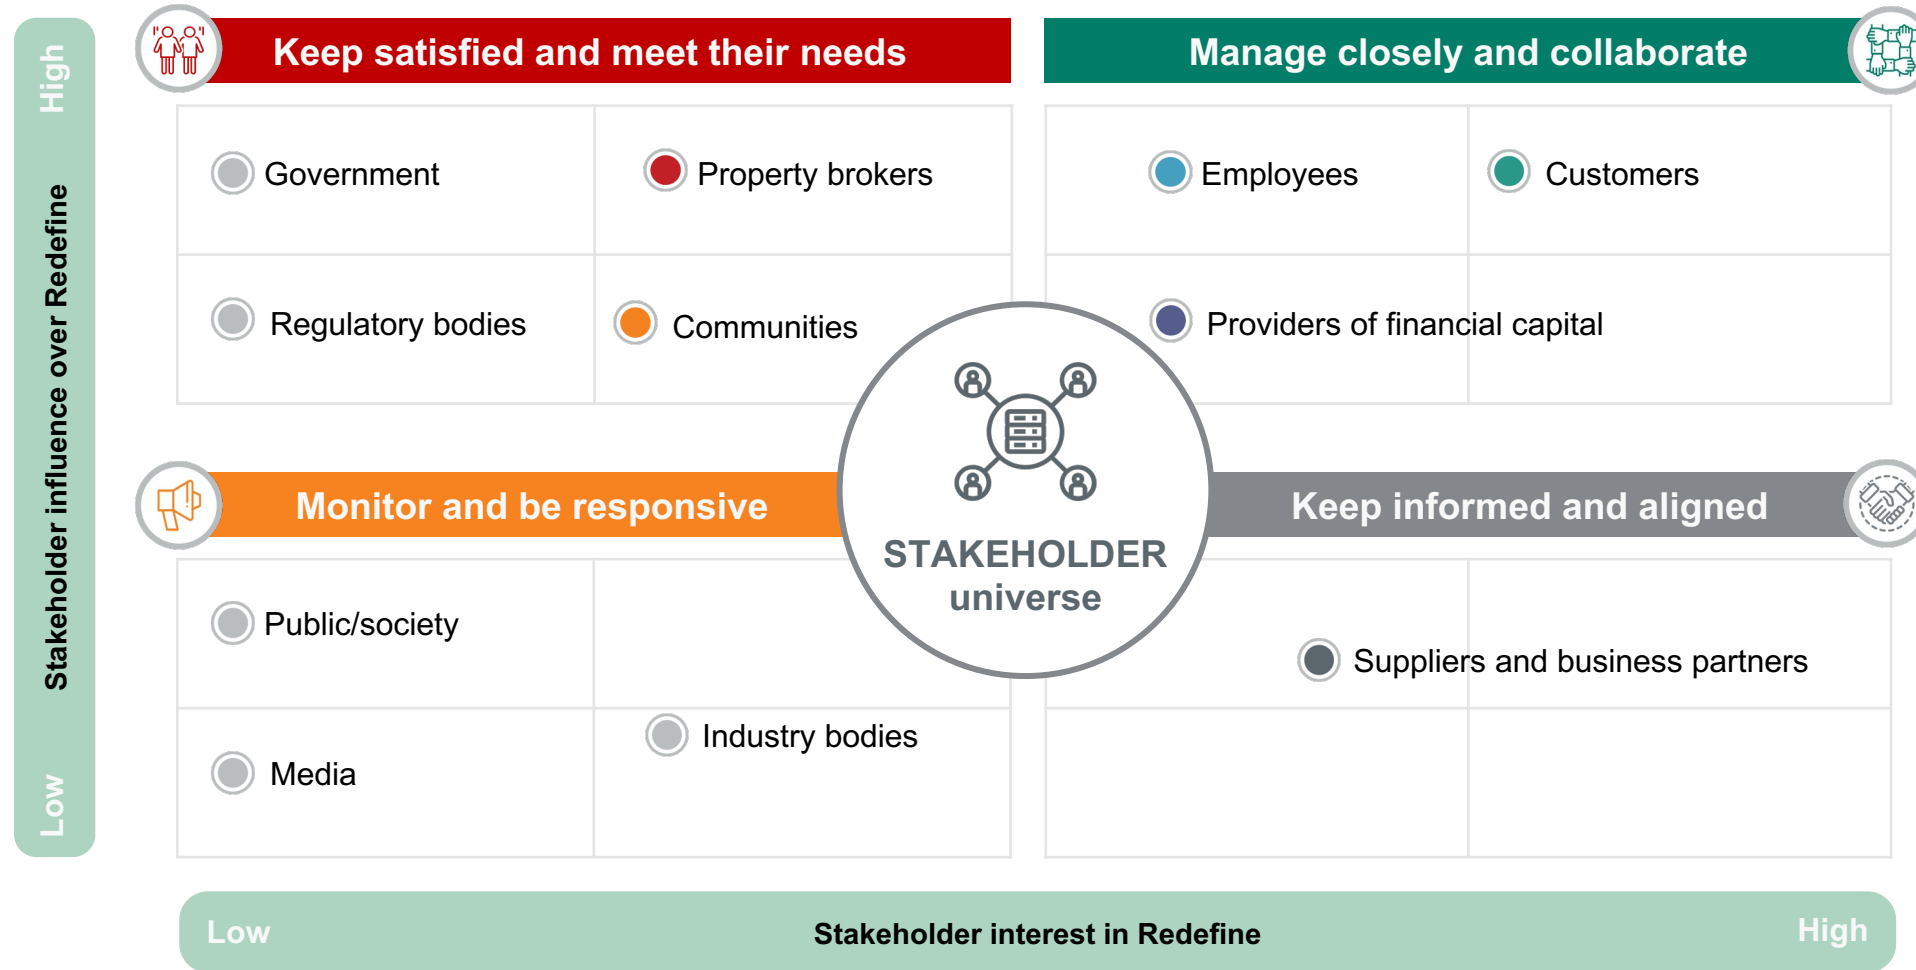 High
Stakeholder influence over Redefine
Low
Keep satisfied and meet their needs
Government
Property brokers
Regulatory bodies
Communities
Manage closely and collaborate
Employees
Customers
Providers of financial capital
STAKEHOLDER
universe
Monitor and be responsive
Public/society
Industry bodies
Media
Keep informed and aligned
Suppliers and business partners
Low
Stakeholder interest in Redefine
High